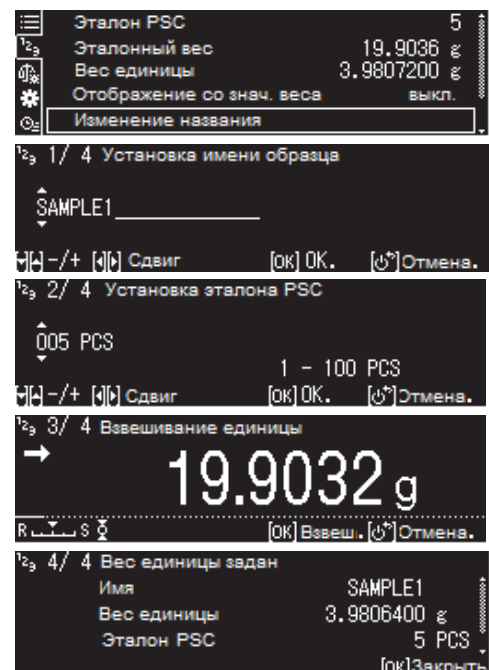 Эталон PSC 5
Эталонный вес 19.9036 g
Вес единицы 3.9807200 g
Отображение со знач. веса выкл.
Изменение названия
1/ 4 Установка имени образца
SAMPLE1
-/+ Сдвиг [OK] OK. Отмена.
2/ 4 Установка эталона PSC
005 PCS
1 - 100 PCS
-/+ Сдвиг [OK] OK. Отмена.
3/ 4 Взвешивание единицы
19.9032 g
R S [OK] Взвеш. Отмена.
4/ 4 Вес единицы задан
Имя SAMPLE1
Вес единицы 3.9806400 g
Эталон PSC 5 PCS
[OK]Закрыть